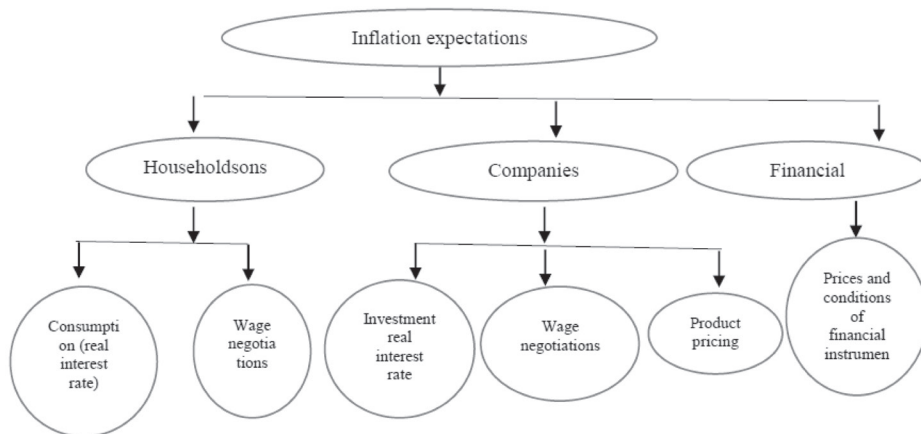 Inflation expectations
Householdsons
Companies
Financial
Consumpti
on (real
interest
rate)
Wage
negotia
tions
Investment
real
interest
rate
Wage
negotiations
Product
pricing
Prices and
conditions
of
financial
instrumen